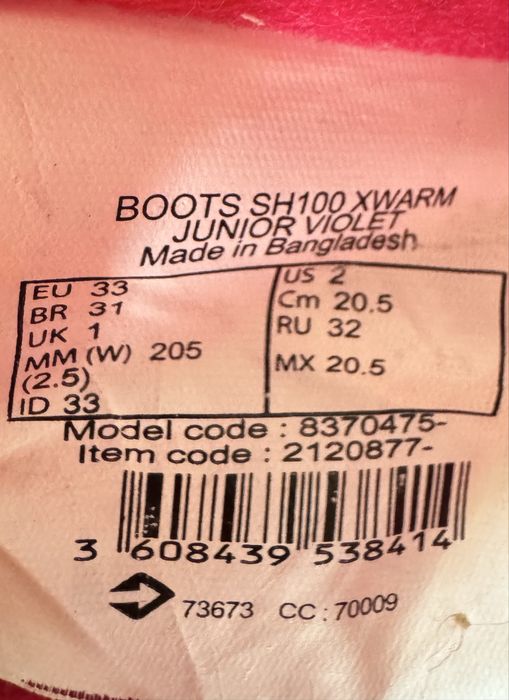 BOOTS SH100 XWARM
JUNIOR VIOLET
Made in Bangladesh
EU 33
BR 31
UK 1
MM (W) 205
(2.5)
ID 33
US 2
Cm 20.5
RU 32
MX 20.5
Model code : 8370475-
Item code : 2120877-
3 608439 538414
73673 CC : 70009